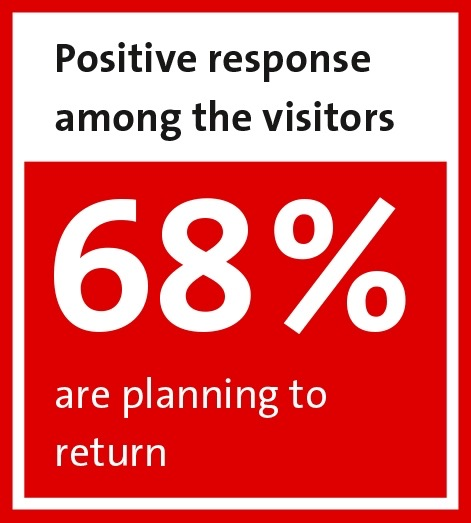 Positive response
among the visitors
68%
are planning to
return